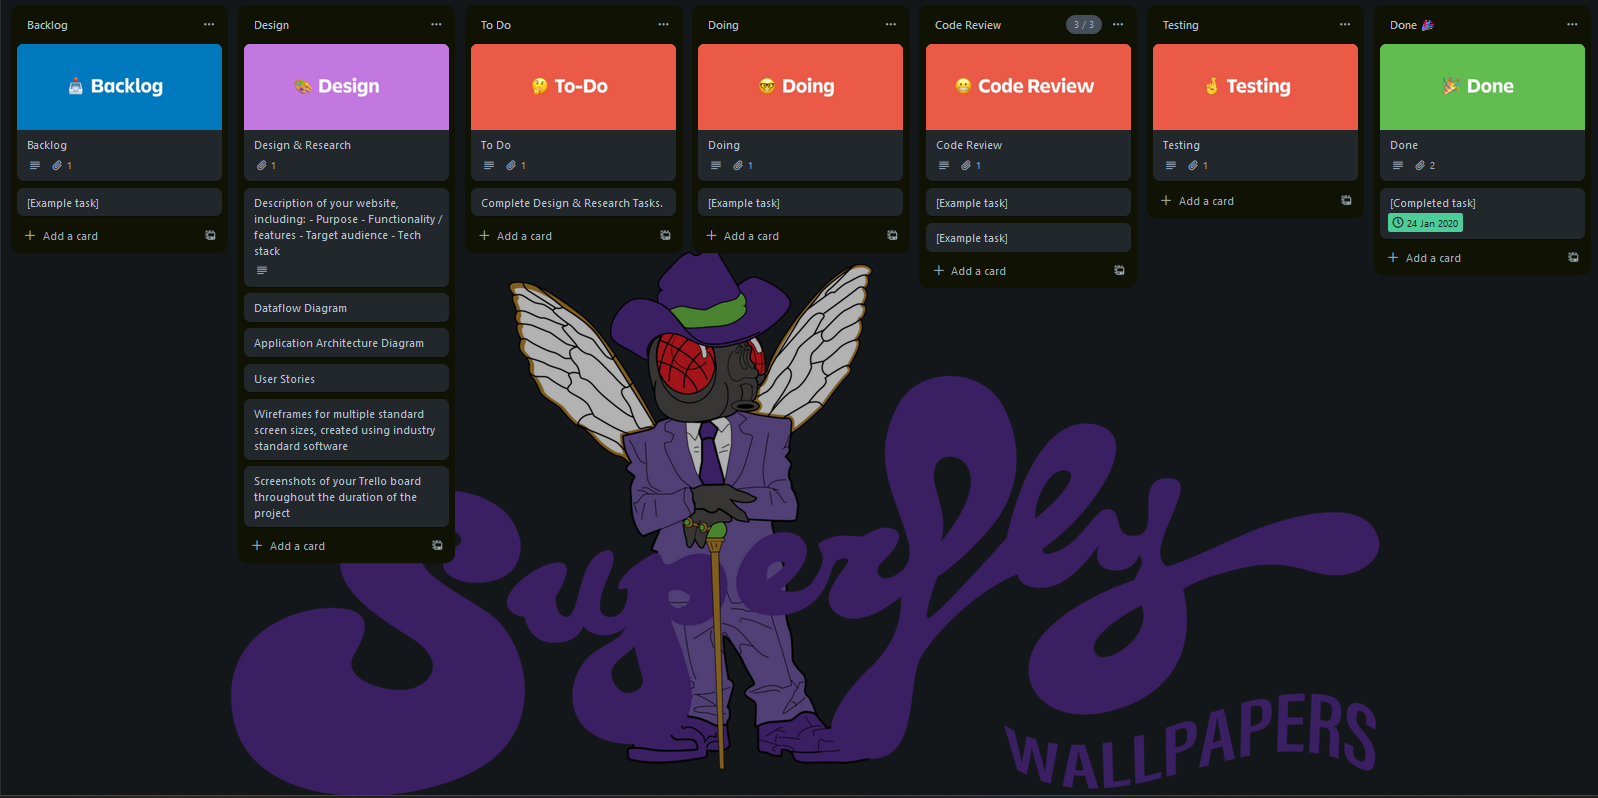 Backlog
Backlog
Backlog
1
[Example task]
Add a card
Design
Design
Design & Research
1
Description of your website,
including: - Purpose - Functionality /
features - Target audience - Tech
stack
Dataflow Diagram
Application Architecture Diagram
User Stories
Wireframes for multiple standard
screen sizes, created using industry
standard software
Screenshots of your Trello board
throughout the duration of the
project
Add a card
To Do
To-Do
To Do
1
Complete Design & Research Tasks.
Add a card
Doing
Doing
Doing
1
[Example task]
Add a card
Code Review
3 / 3
Code Review
Code Review
1
[Example task]
[Example task]
Add a card
Testing
Testing
Testing
1
Add a card
Done
Done
Done
2
[Completed task]
24 Jan 2020
Add a card
Superfly
WALLPAPERS